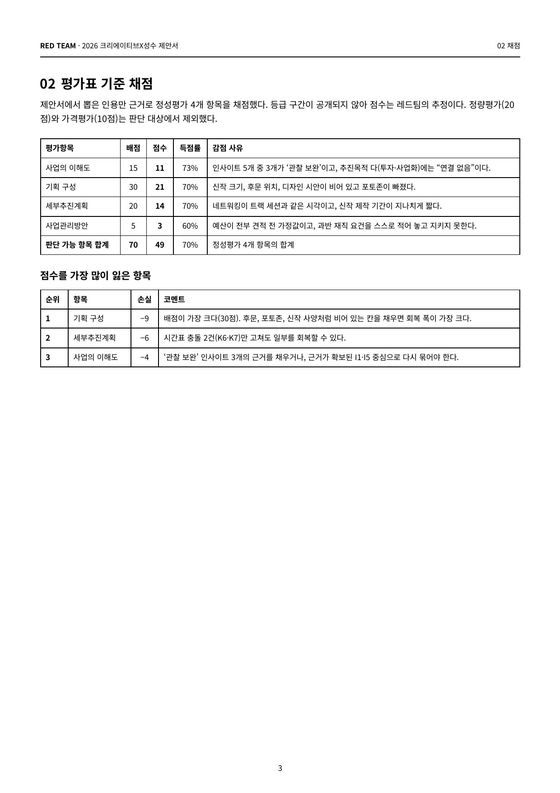 RED TEAM · 2026 크리에이티브X성수 제안서 02 채점
02 평가표 기준 채점
제안서에서 뽑은 인용만 근거로 정성평가 4개 항목을 채점했다. 등급 구간이 공개되지 않아 점수는 레드팀의 추정이다. 정량평가(20
점)와 가격평가(10점)는 판단 대상에서 제외했다.
평가항목 배점 점수 득점률 감점 사유
사업의 이해도 15 11 73% 인사이트 5개 중 3개가 ‘관찰 보완’이고, 추진목적 다(투자·사업화)에는 “연결 없음”이다.
기획 구성 30 21 70% 신작 크기, 후문 위치, 디자인 시안이 비어 있고 포토존이 빠졌다.
세부추진계획 20 14 70% 네트워킹이 트랙 세션과 같은 시각이고, 신작 제작 기간이 지나치게 짧다.
사업관리방안 5 3 60% 예산이 전부 견적 전 가정값이고, 과반 재직 요건을 스스로 적어 놓고 지키지 못한다.
판단 가능 항목 합계 70 49 70% 정성평가 4개 항목의 합계
점수를 가장 많이 잃은 항목
순위 항목 손실 코멘트
1 기획 구성 −9 배점이 가장 크다(30점). 후문, 포토존, 신작 사양처럼 비어 있는 칸을 채우면 회복 폭이 가장 크다.
2 세부추진계획 −6 시간표 충돌 2건(K6·K7)만 고쳐도 일부를 회복할 수 있다.
3 사업의 이해도 −4 ‘관찰 보완’ 인사이트 3개의 근거를 채우거나, 근거가 확보된 I1·I5 중심으로 다시 묶어야 한다.
3